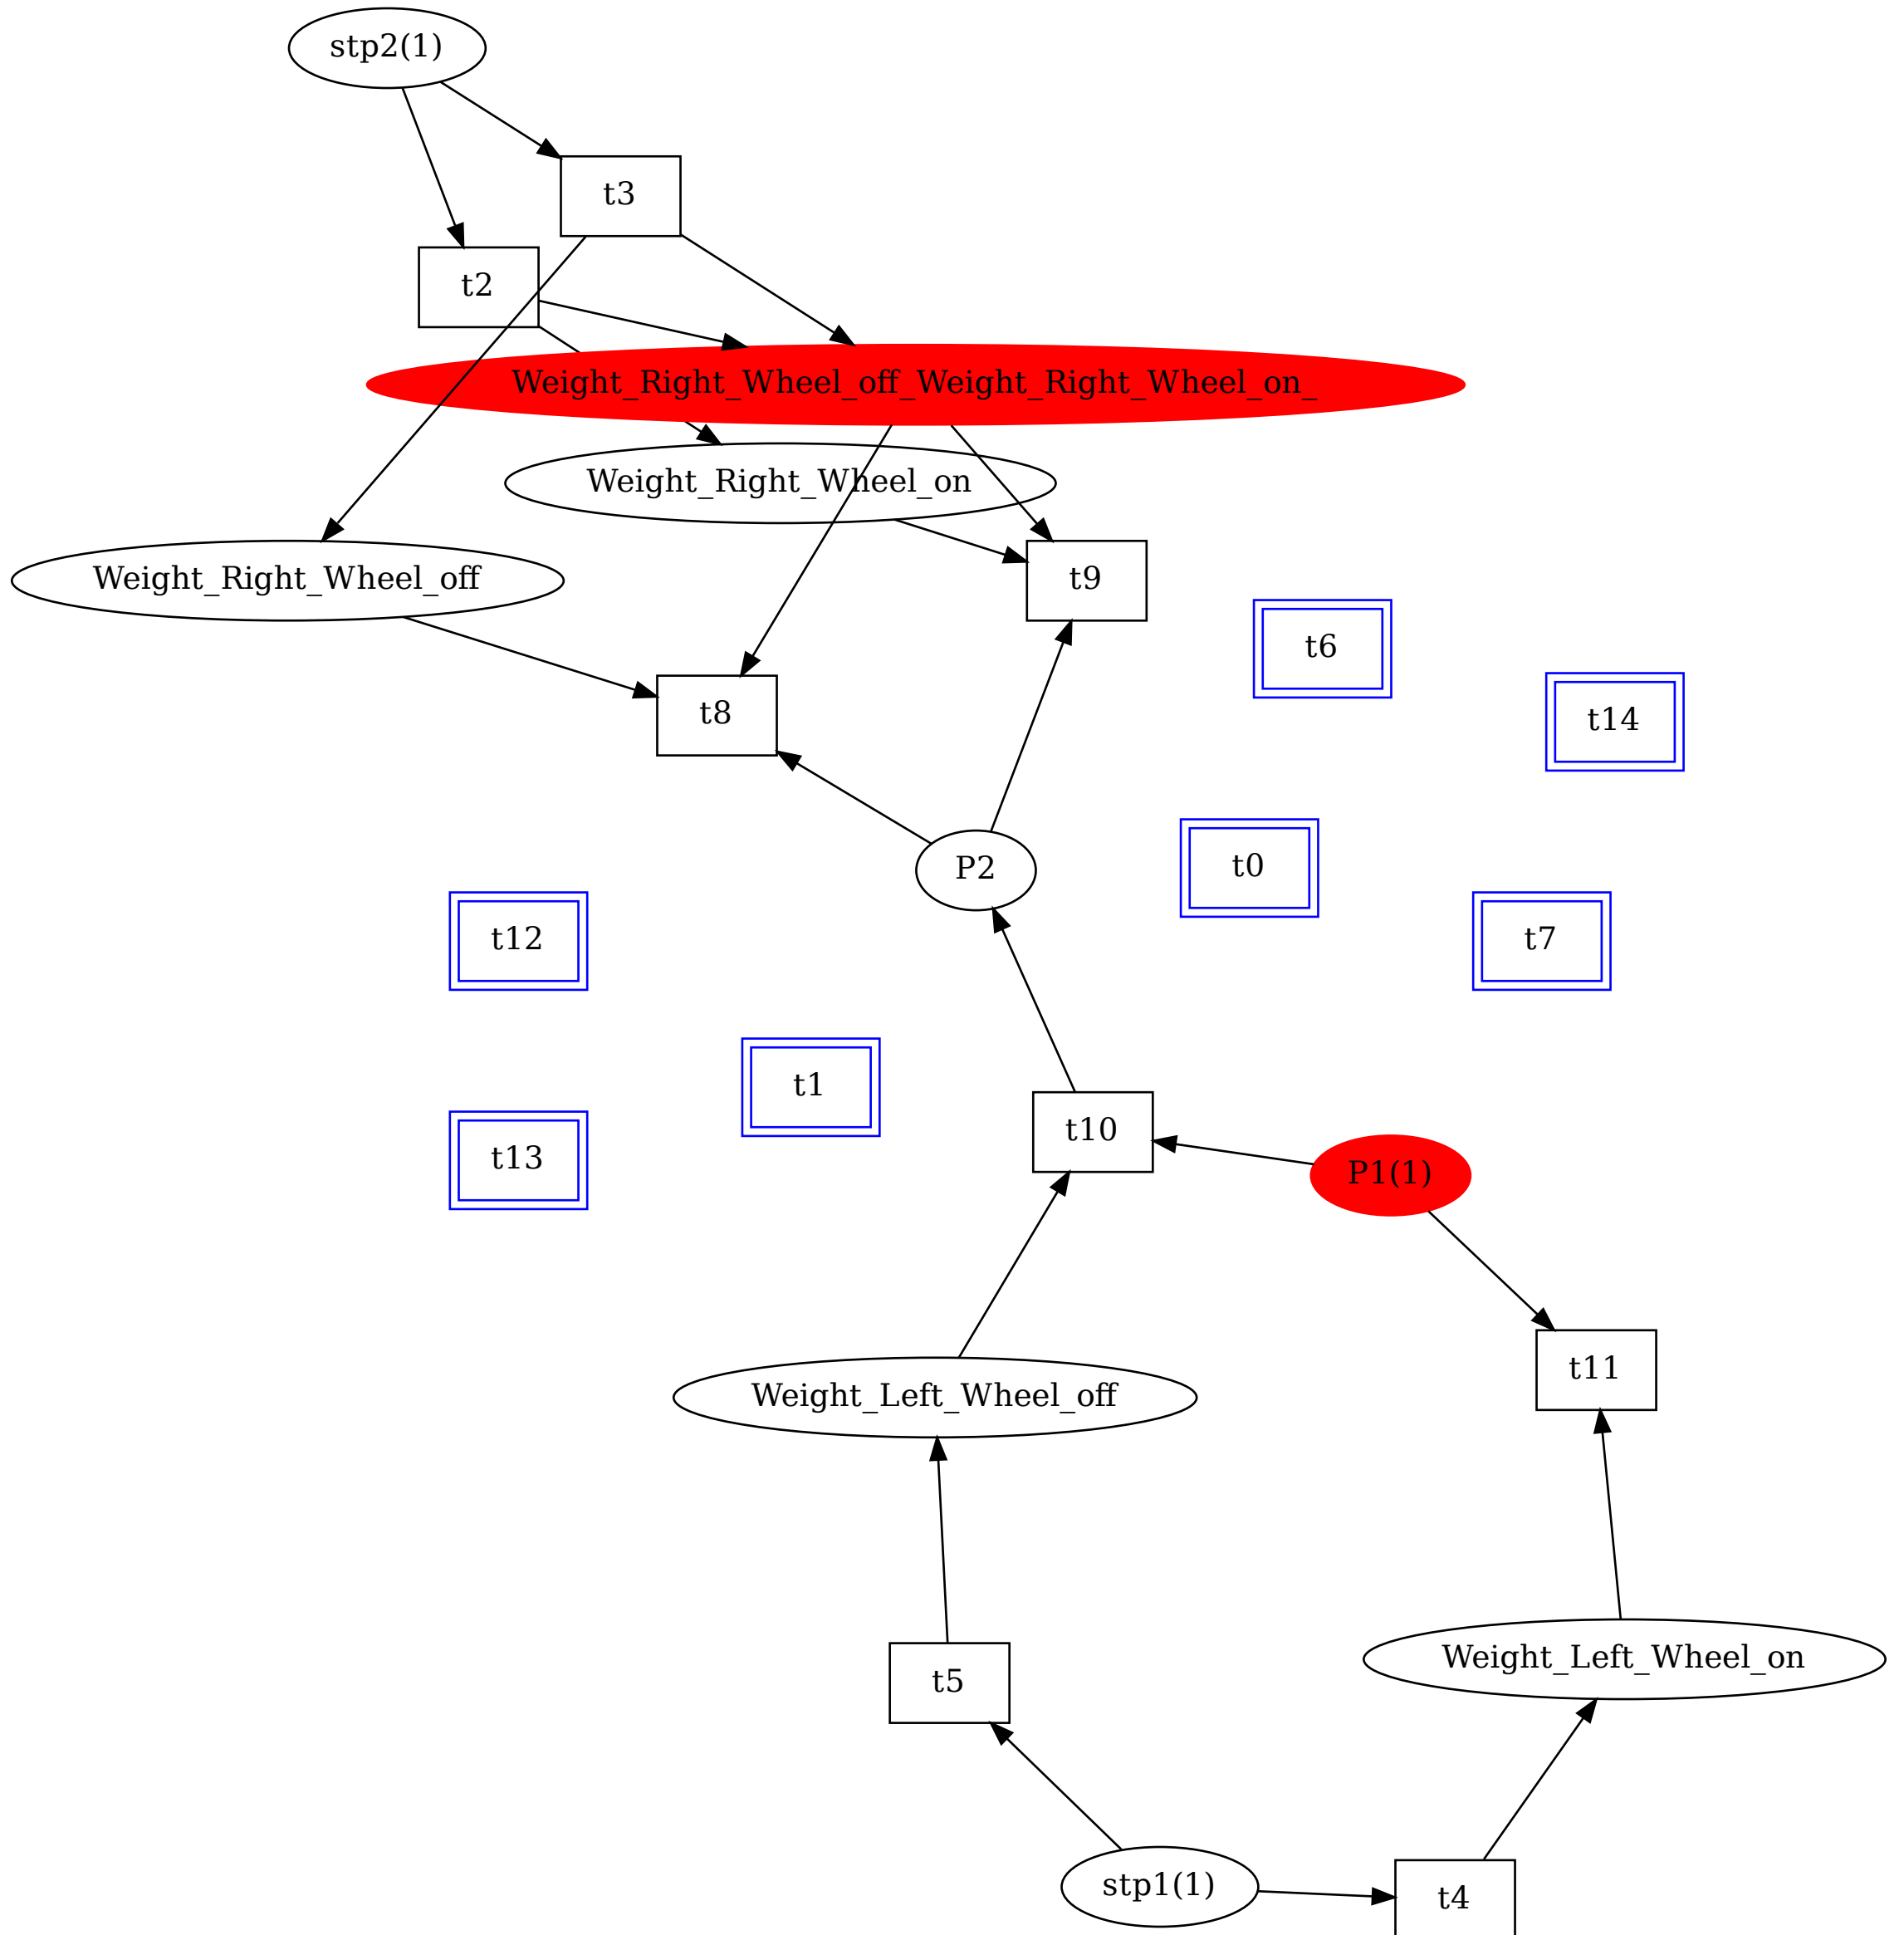 stp2(1)
t3
t2
Weight_Right_Wheel_off_Weight_Right_Wheel_on_
Weight_Right_Wheel_on
Weight_Right_Wheel_off
t9
t6
t8
t14
P2
t0
t12
t7
t1
t10
t13
P1(1)
t11
Weight_Left_Wheel_off
Weight_Left_Wheel_on
t5
stp1(1)
t4